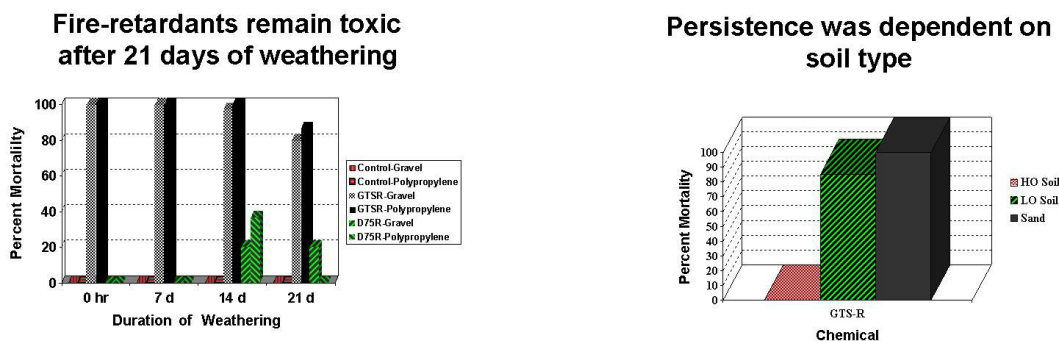 Fire-retardants remain toxic
after 21 days of weathering
Percent Mortality
100
80
60
40
20
0
0 hr 7 d 14 d 21 d
Duration of Weathering
Control-Gravel
Control-Polypropylene
GTSR-Gravel
GTSR-Polypropylene
D75R-Gravel
D75R-Polypropylene
Persistence was dependent on
soil type
Percent Mortality
100
90
80
70
60
50
40
30
20
10
0
GTS-R
Chemical
HO Soil
LO Soil
Sand